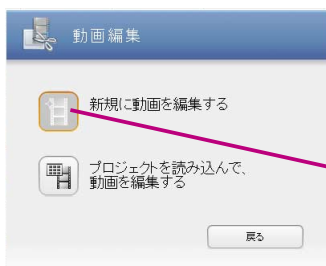 動画編集
新規に動画を編集する
プロジェクトを読み込んで、
動画を編集する
戻る